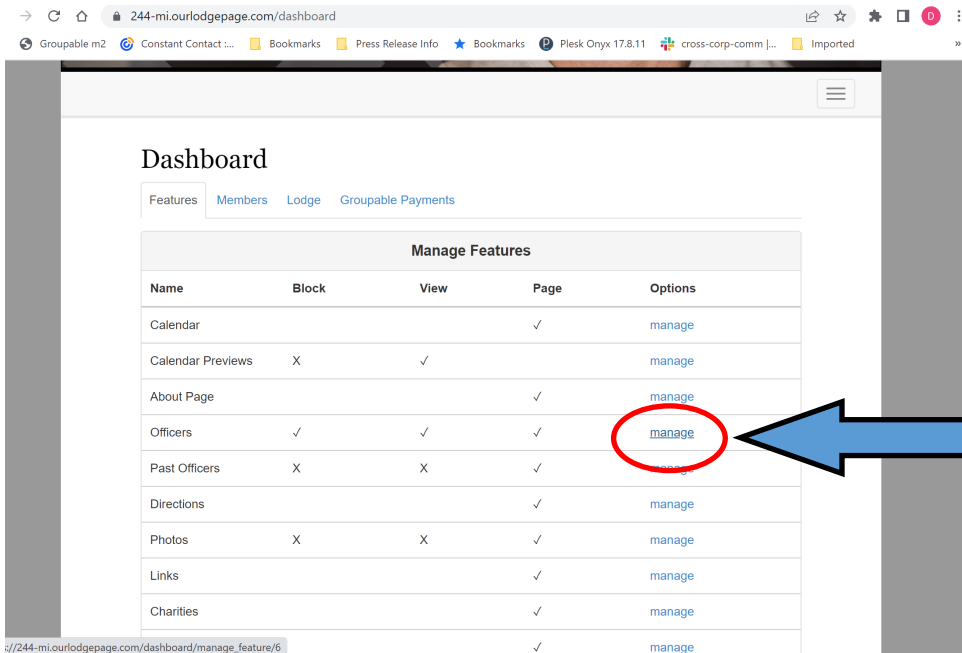 244-mi.ourlodgepage.com/dashboard
D
Groupable m2 Constant Contact :... Bookmarks Press Release Info Bookmarks P Plesk Onyx 17.8.11 cross-corp-comm |... Imported »
Dashboard
Features Members Lodge Groupable Payments
Manage Features
Name Block View Page Options
Calendar ✓ manage
Calendar Previews X ✓ manage
About Page ✓ manage
Officers ✓ ✓ ✓ manage
Past Officers X X ✓ manage
Directions ✓ manage
Photos X X ✓ manage
Links ✓ manage
Charities ✓ manage
✓ manage
s://244-mi.ourlodgepage.com/dashboard/manage_feature/6